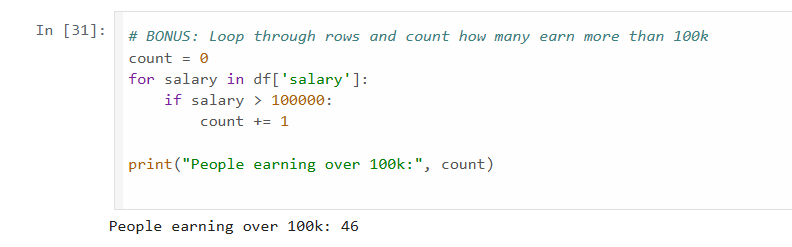 In [31]:
# BONUS: Loop through rows and count how many earn more than 100k
count = 0
for salary in df['salary']:
    if salary > 100000:
        count += 1

print("People earning over 100k:", count)
People earning over 100k: 46